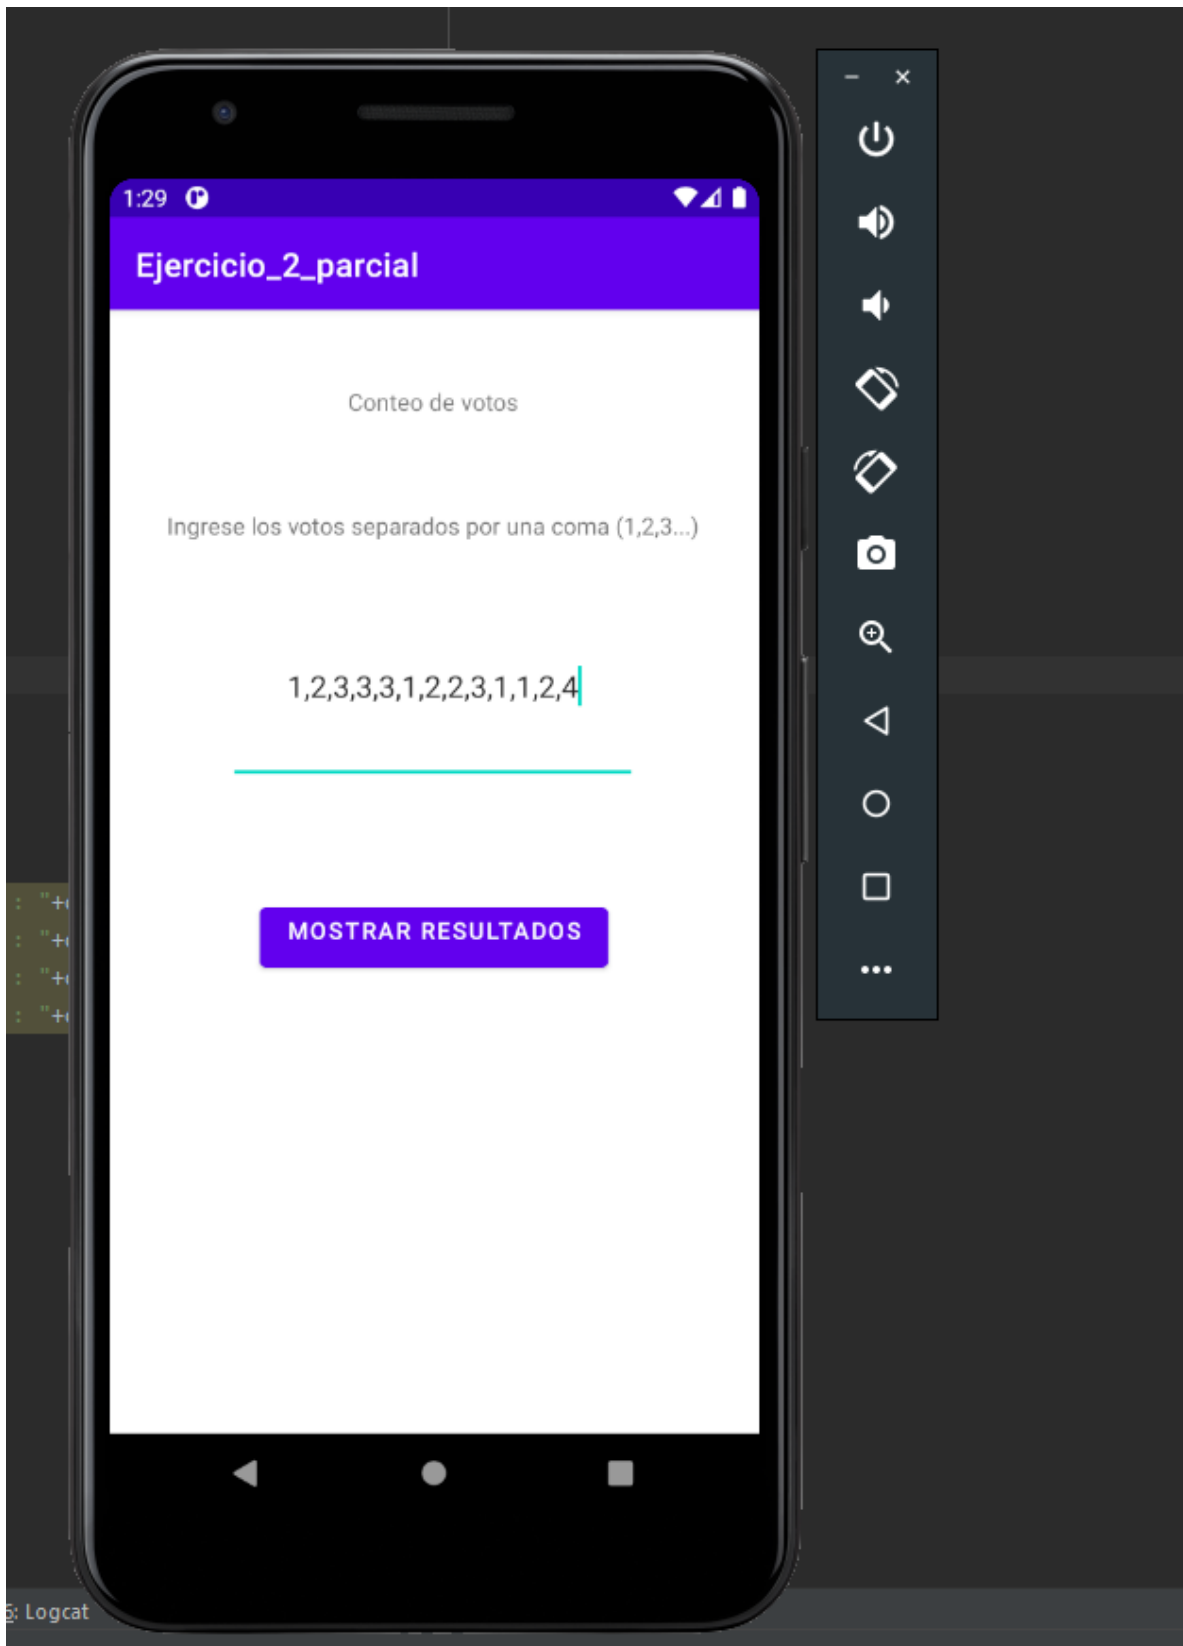 1:29
Ejercicio_2_parcial
Conteo de votos
Ingrese los votos separados por una coma (1,2,3...)
1,2,3,3,3,1,2,2,3,1,1,2,4
MOSTRAR RESULTADOS
: "+
: "+
: "+
: "+
6: Logcat